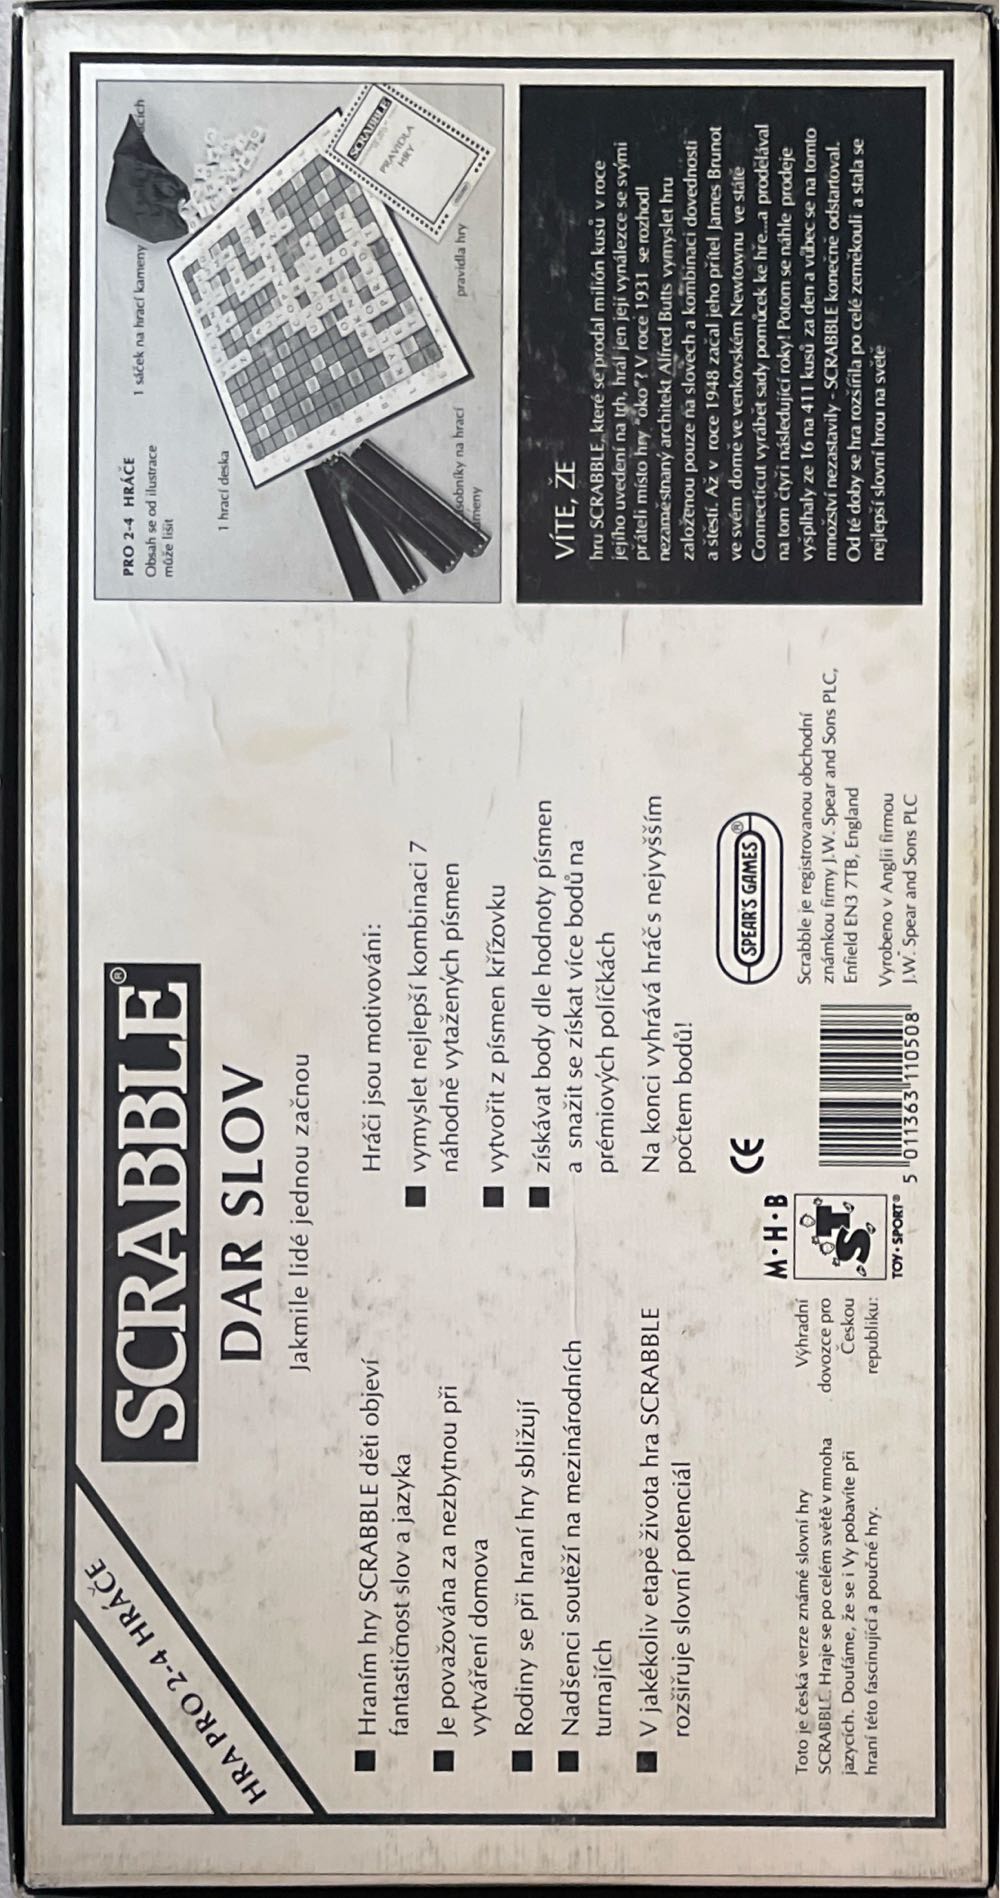 HRA PRO 2-4 HRÁČE
SCRABBLE®
DAR SLOV
Jakmile lidé jednou začnou
■ Hraním hry SCRABBLE děti objeví
fantastičnost slov a jazyka
■ Je považována za nezbytnou při
vytváření domova
■ Rodiny se při hraní hry sbližují
■ Nadšenci soutěží na mezinárodních
turnajích
■ V jakékoliv etapě života hra SCRABBLE
rozšiřuje slovní potenciál
Hráči jsou motivováni:
■ vymyslet nejlepší kombinaci 7
náhodně vytažených písmen
■ vytvořit z písmen křížovku
■ získávat body dle hodnoty písmen
a snažit se získat více bodů na
prémiových políčkách
Na konci vyhrává hráč s nejvyšším
počtem bodů!
Toto je česká verze známé slovní hry
SCRABBLE. Hraje se po celém světě v mnoha
jazycích. Doufáme, že se i Vy pobavíte při
hraní této fascinující a poučné hry.
Výhradní
dovozce pro
Českou
republiku:
M·H·B
ST
TOY·SPORT®
CE
5 011363 110508
SPEAR'S GAMES®
Scrabble je registrovanou obchodní
známkou firmy J.W. Spear and Sons PLC,
Enfield EN3 7TB, England
Vyrobeno v Anglii firmou
J.W. Spear and Sons PLC
PRO 2-4 HRÁČE
Obsah se od ilustrace
může lišit
1 sáček na hrací kameny
1 hrací deska
na hrací
pravidla hry
SCRABBLE
PRAVIDLA
HRY
VÍTE, ŽE
hru SCRABBLE, které se prodal milión kusů v roce
jejího uvedení na trh, hrál jen její vynálezce se svými
práteli místo hry "oko"? V roce 1931 se rozhodl
nezaměstnaný architekt Alfred Butts vymyslet hru
založenou pouze na slovech a kombinaci dovednosti
a štěstí. Až v roce 1948 začal jeho přítel James Brunot
ve svém domě ve venkovském Newtownu ve státě
Connecticut vyrábět sady pomůcek ke hře...a prodělával
na tom čtyři následující roky! Potom se náhle prodeje
vyšplhaly ze 16 na 411 kusů za den a vůbec se na tomto
množství nezastavily - SCRABBLE konečně odstartoval.
Od té doby se hra rozšířila po celé zeměkouli a stala se
nejlepší slovní hrou na světě